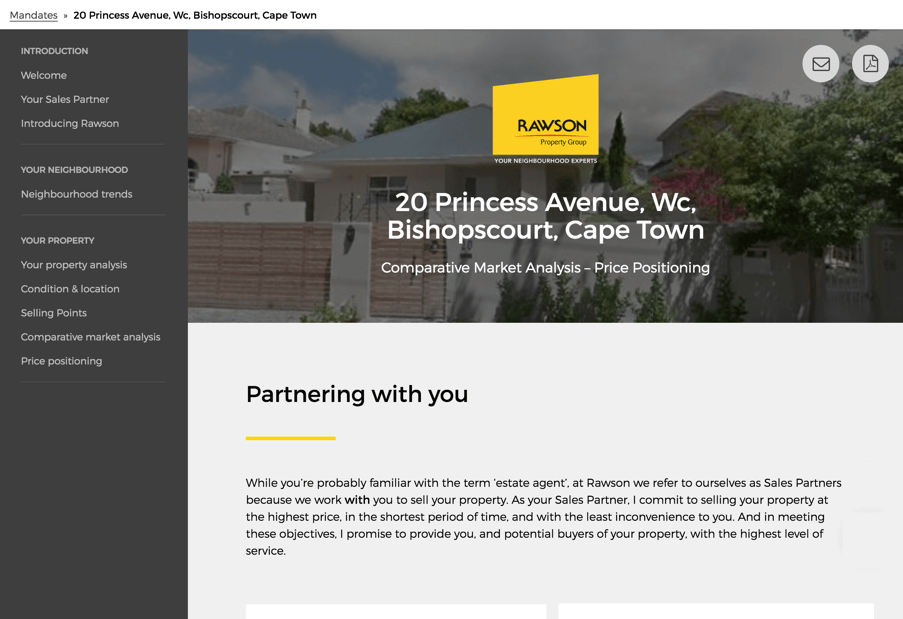 Mandates » 20 Princess Avenue, Wc, Bishopscourt, Cape Town
INTRODUCTION
Welcome
Your Sales Partner
Introducing Rawson
YOUR NEIGHBOURHOOD
Neighbourhood trends
YOUR PROPERTY
Your property analysis
Condition & location
Selling Points
Comparative market analysis
Price positioning
RAWSON
Property Group
YOUR NEIGHBOURHOOD EXPERTS
20 Princess Avenue, Wc,
Bishopscourt, Cape Town
Comparative Market Analysis – Price Positioning
Partnering with you
While you’re probably familiar with the term ‘estate agent’, at Rawson we refer to ourselves as Sales Partners
because we work with you to sell your property. As your Sales Partner, I commit to selling your property at
the highest price, in the shortest period of time, and with the least inconvenience to you. And in meeting
these objectives, I promise to provide you, and potential buyers of your property, with the highest level of
service.